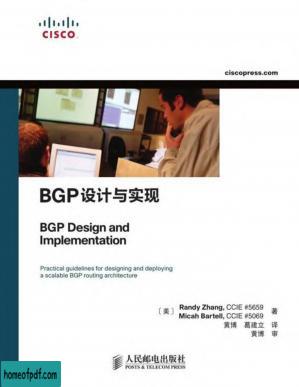 CISCO
ciscopress.com
BGP设计与实现
BGP Design and
Implementation
Practical guidelines for designing and deploying
a scalable BGP routing architecture
［美］ Randy Zhang, CCIE #5659
Micah Bartell, CCIE #5069 著
黄博 葛建立 译
黄博 审
人民邮电出版社
POSTS & TELECOM PRESS
homeofpdf.com
homeofpdf.com